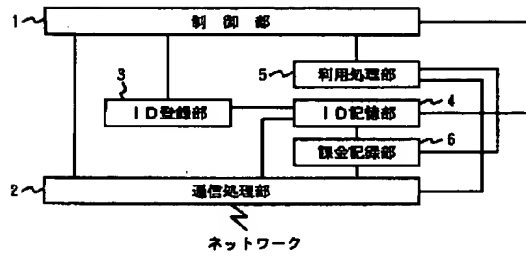 1 制御部
5 利用処理部
3 4
ID登録部 ID記憶部
6
課金記録部
2 通信処理部
ネットワーク